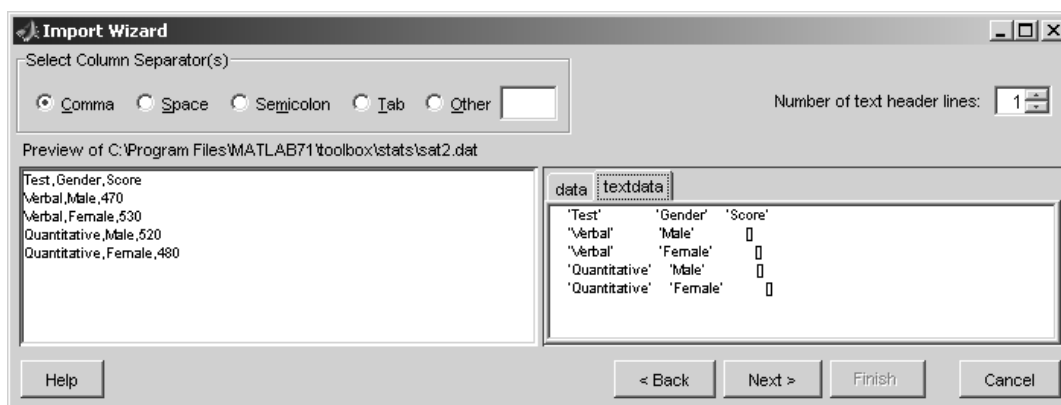 Import Wizard
Select Column Separator(s)
Comma Space Semicolon Tab Other
Number of text header lines: 1
Preview of C:\Program Files\MATLAB71\toolbox\stats\sat2.dat
Test,Gender,Score
Verbal,Male,470
Verbal,Female,530
Quantitative,Male,520
Quantitative,Female,480
data textdata
'Test' 'Gender' 'Score'
'Verbal' 'Male' []
'Verbal' 'Female' []
'Quantitative' 'Male' []
'Quantitative' 'Female' []
Help < Back Next > Finish Cancel